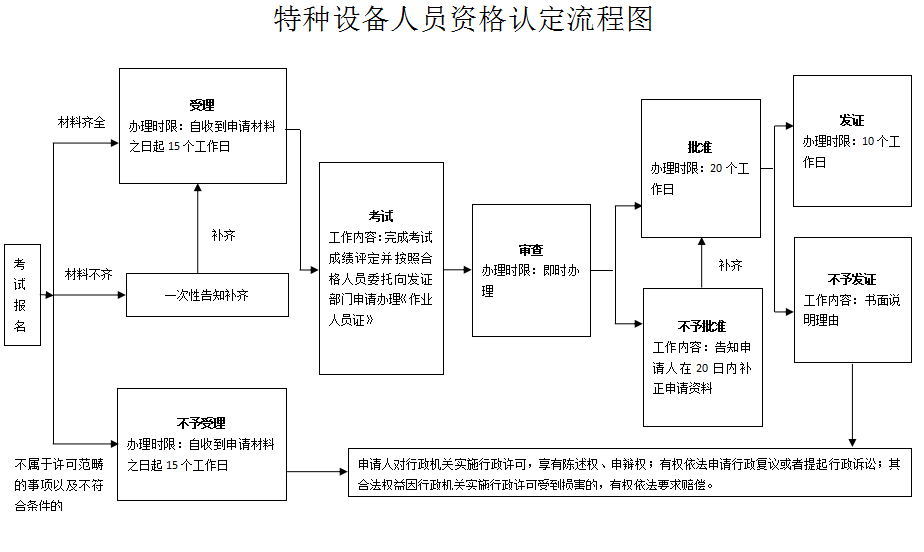 特种设备人员资格认定流程图
材料齐全
受理
办理时限：自收到申请材料
之日起 15 个工作日
补齐
考试报名
材料不齐
一次性告知补齐
不属于许可范畴
的事项以及不符
合条件的
不予受理
办理时限：自收到申请材料
之日起 15 个工作日
考试
工作内容：完成考试
成绩评定并按照合
格人员委托向发证
部门申请办理《作业
人员证》
审查
办理时限：即时办
理
批准
办理时限：20 个工
作日
补齐
不予批准
工作内容：告知申
请人在 20 日内补
正申请资料
发证
办理时限：10 个工
作日
不予发证
工作内容：书面说
明理由
申请人对行政机关实施行政许可，享有陈述权、申辩权；有权依法申请行政复议或者提起行政诉讼；其
合法权益因行政机关实施行政许可受到损害的，有权依法要求赔偿。